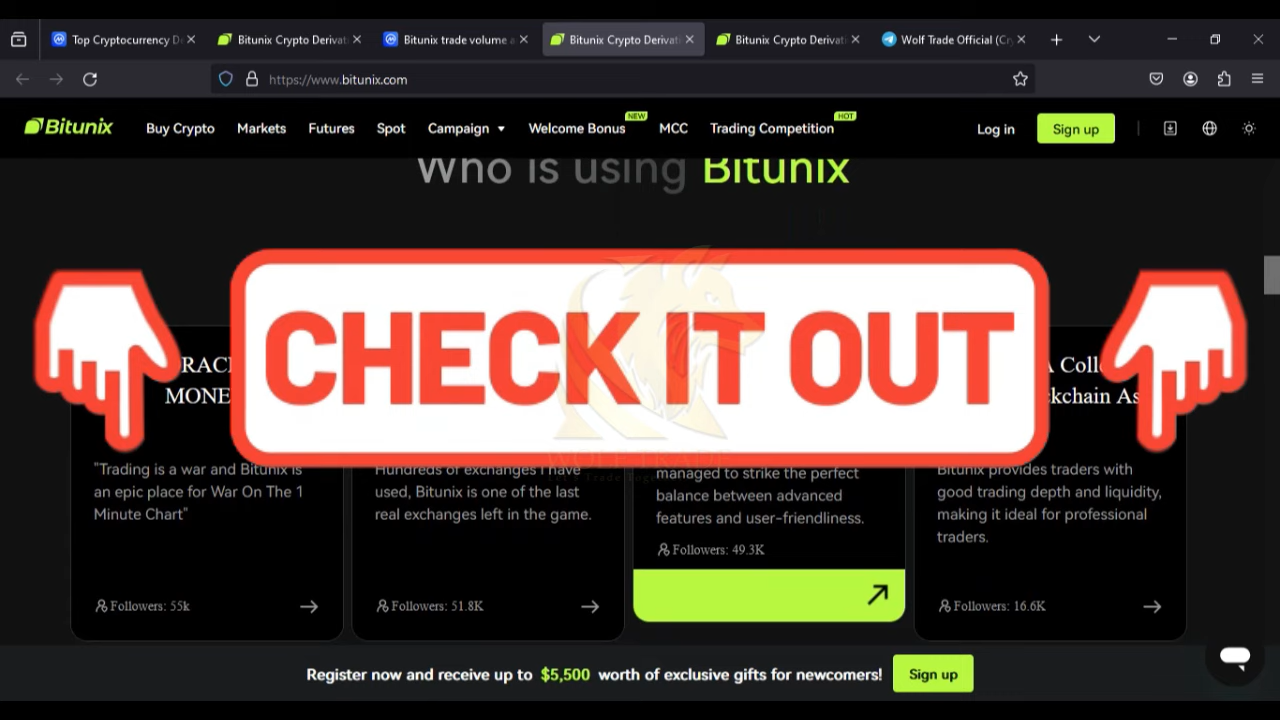 Top Cryptocurrency D
Bitunix Crypto Derivati
Bitunix trade volume a
Bitunix Crypto Derivati
Bitunix Crypto Derivati
Wolf Trade Official (Cr
https://www.bitunix.com
Bitunix
Buy Crypto
Markets
Futures
Spot
Campaign
Welcome Bonus
NEW
MCC
Trading Competition
HOT
Log in
Sign up
Who is using Bitunix
CHECK IT OUT
"Trading is a war and Bitunix is
an epic place for War On The 1
Minute Chart"
Followers: 55k
Hundreds of exchanges I have
used, Bitunix is one of the last
real exchanges left in the game.
Followers: 51.8K
managed to strike the perfect
balance between advanced
features and user-friendliness.
Followers: 49.3K
Bitunix provides traders with
good trading depth and liquidity,
making it ideal for professional
traders.
Followers: 16.6K
WOLF TRADE
Register now and receive up to $5,500 worth of exclusive gifts for newcomers!
Sign up